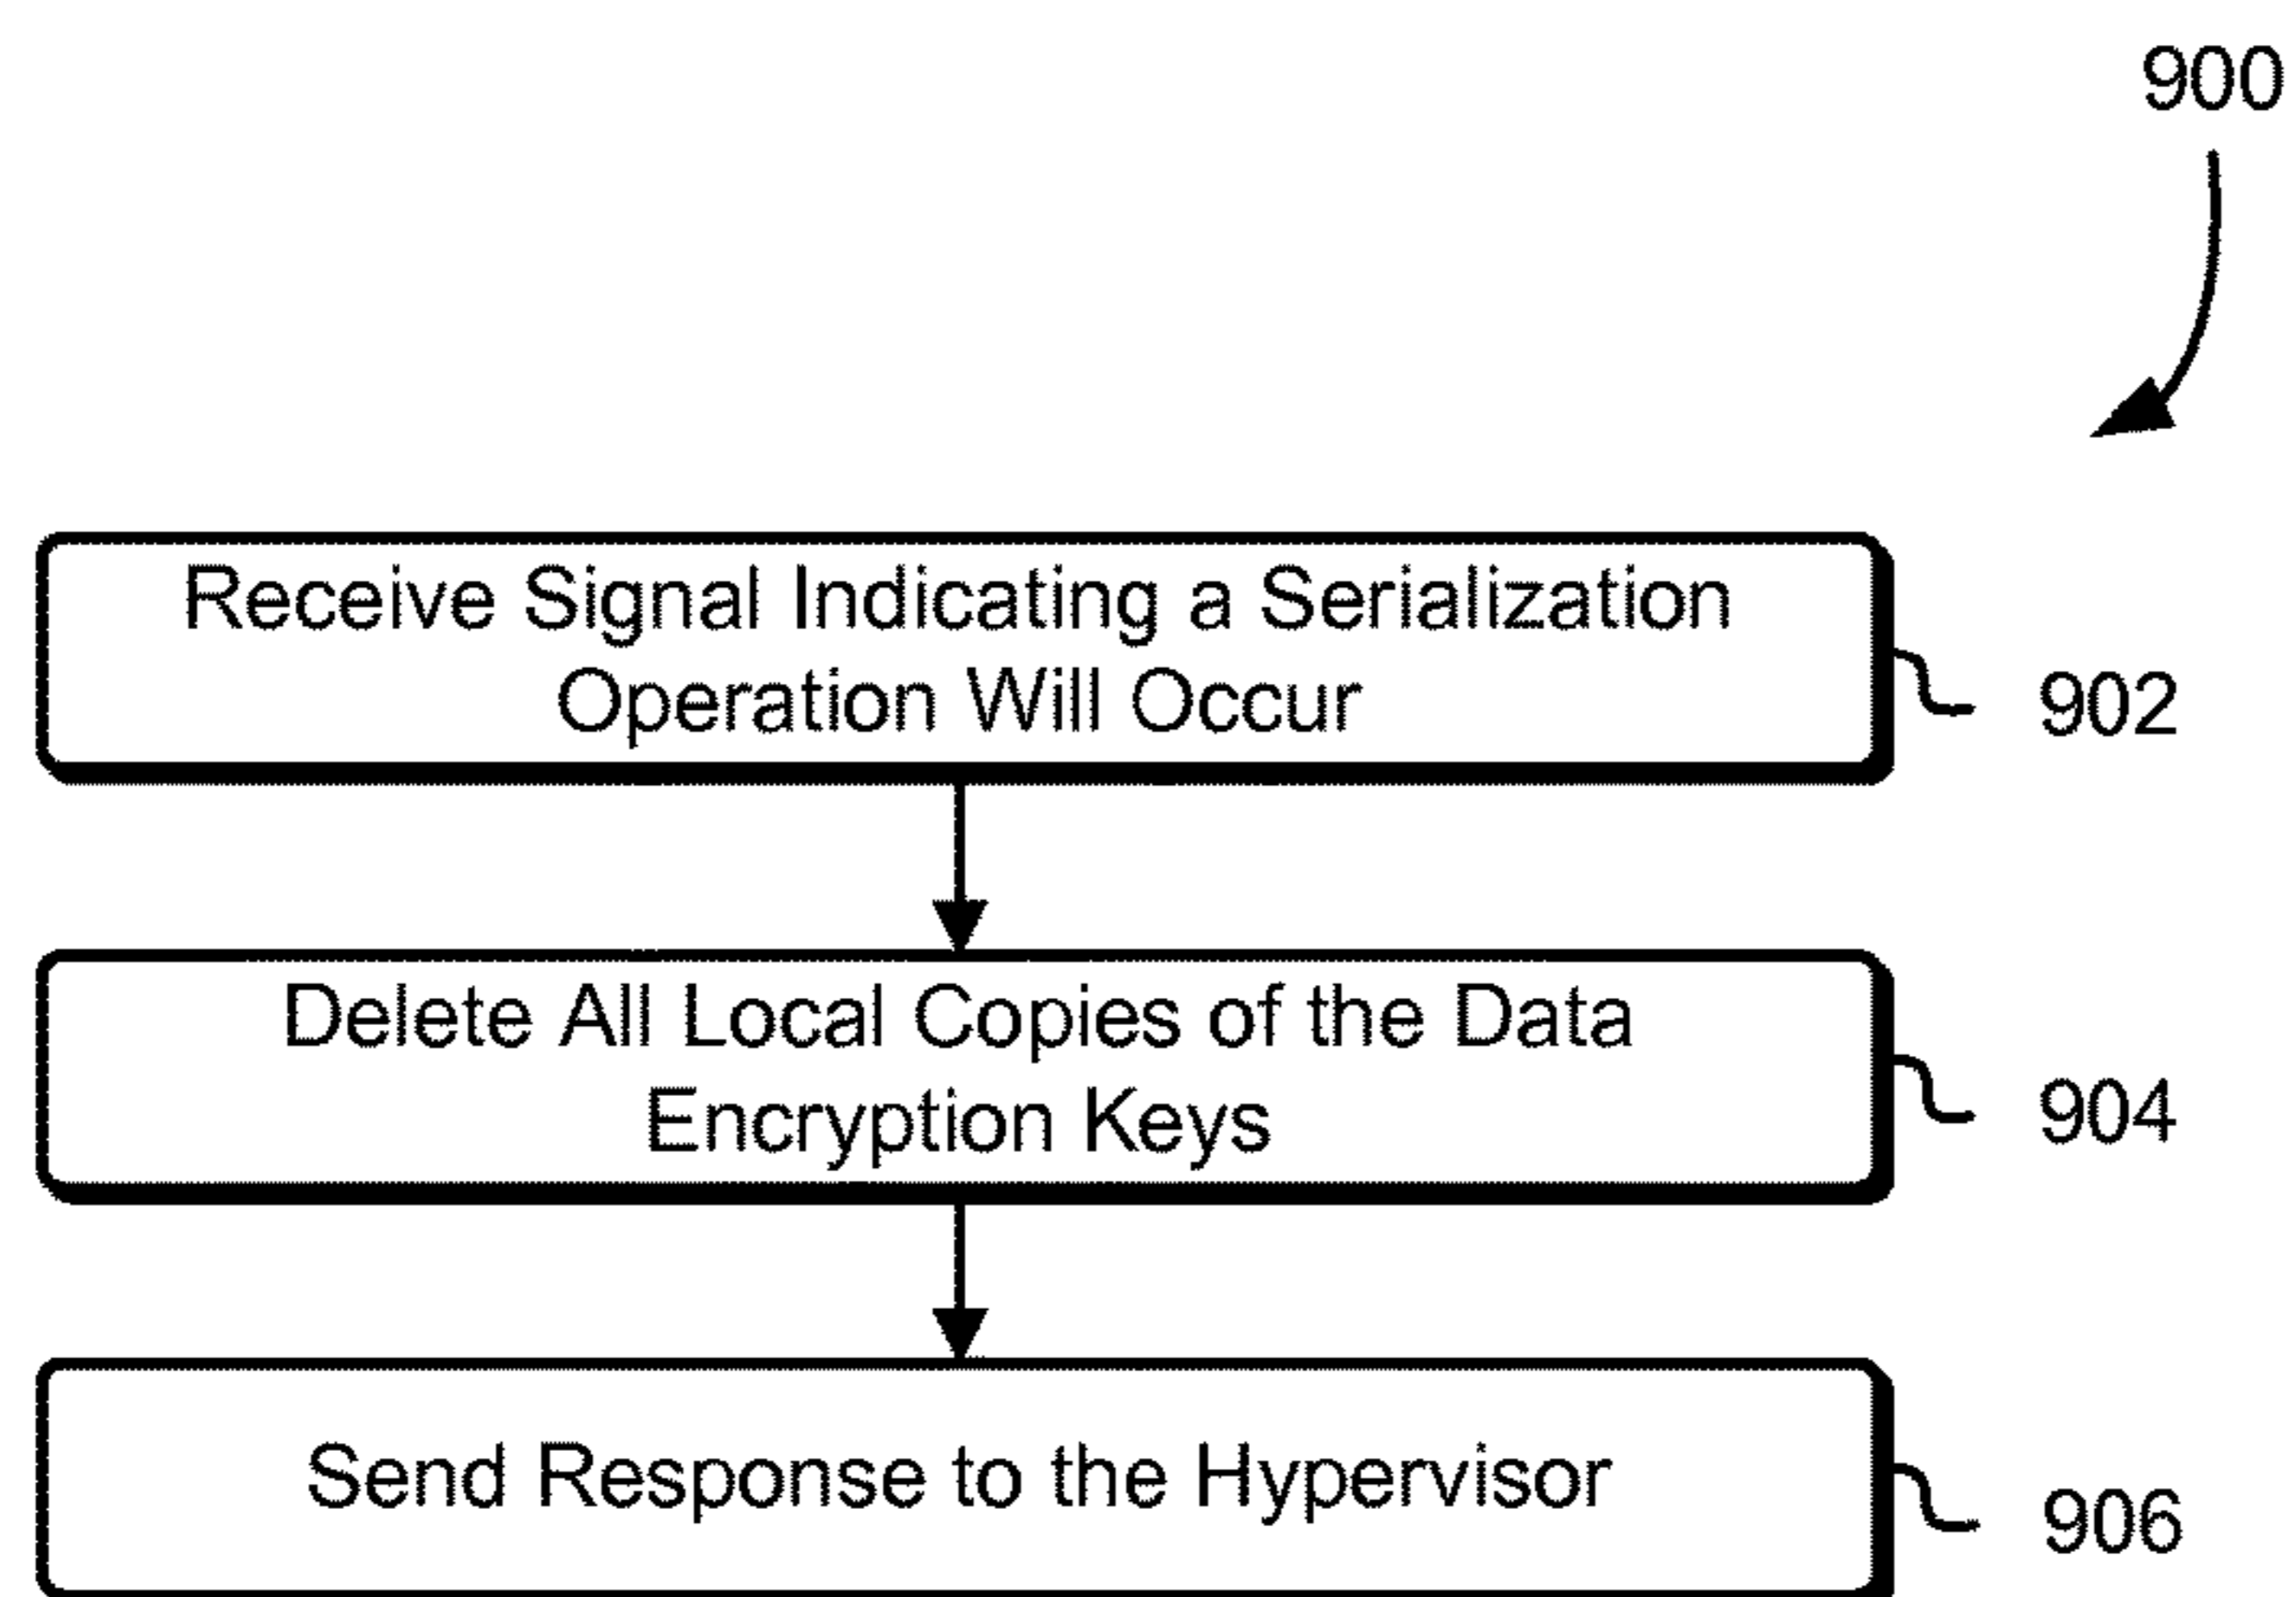 900
Receive Signal Indicating a Serialization
Operation Will Occur
902
Delete All Local Copies of the Data
Encryption Keys
904
Send Response to the Hypervisor
906